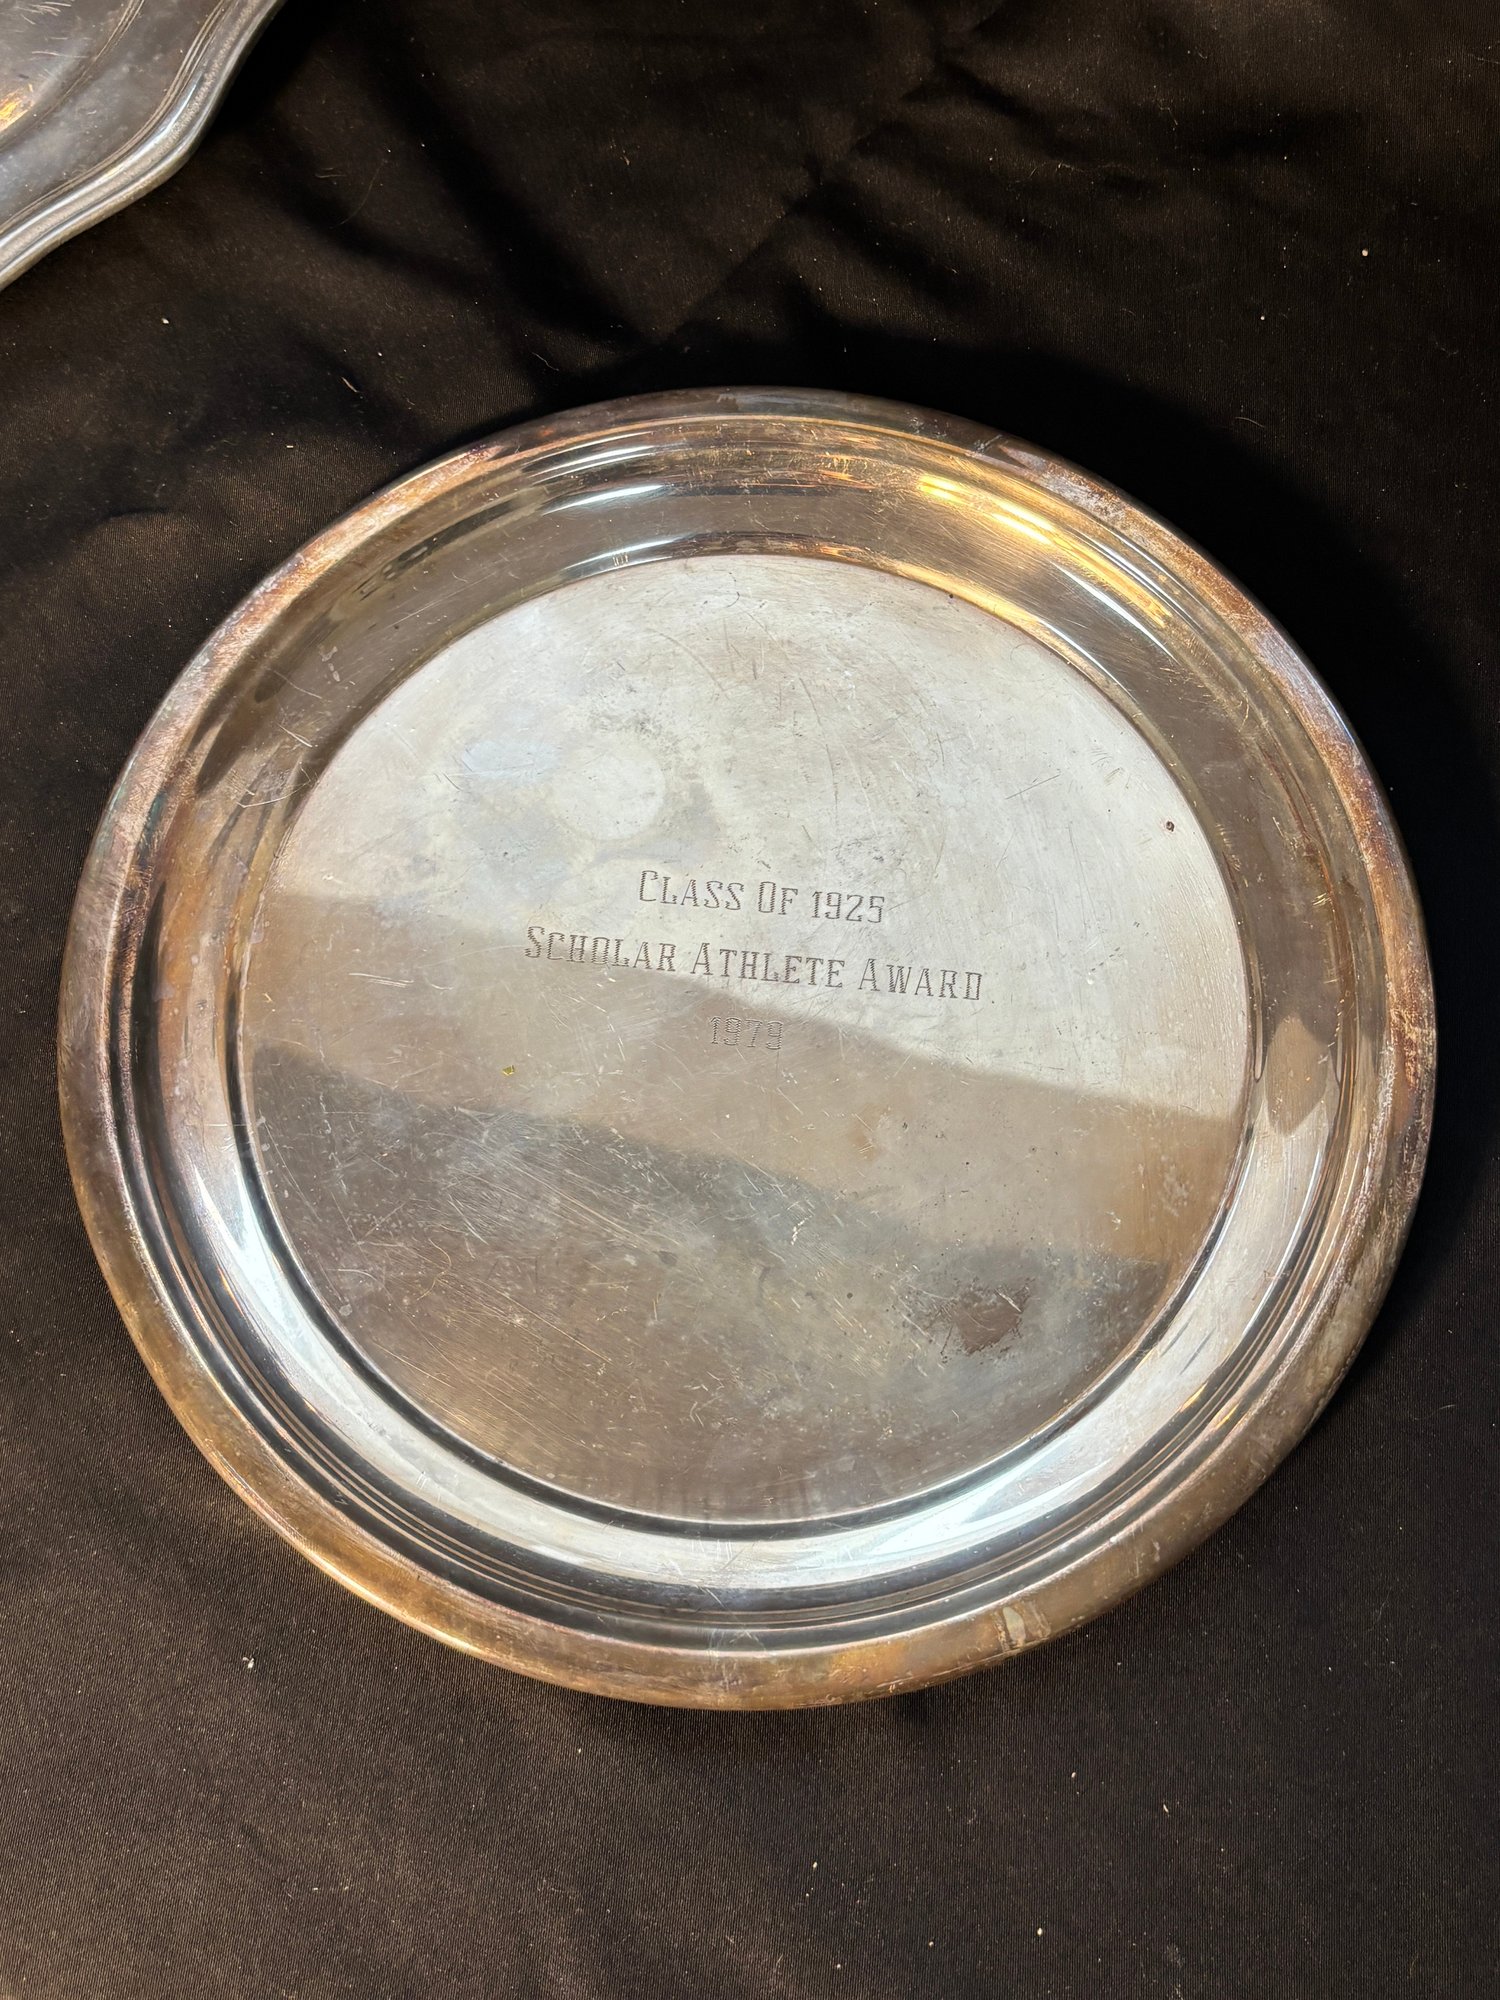 Class Of 1925
Scholar Athlete Award
1979